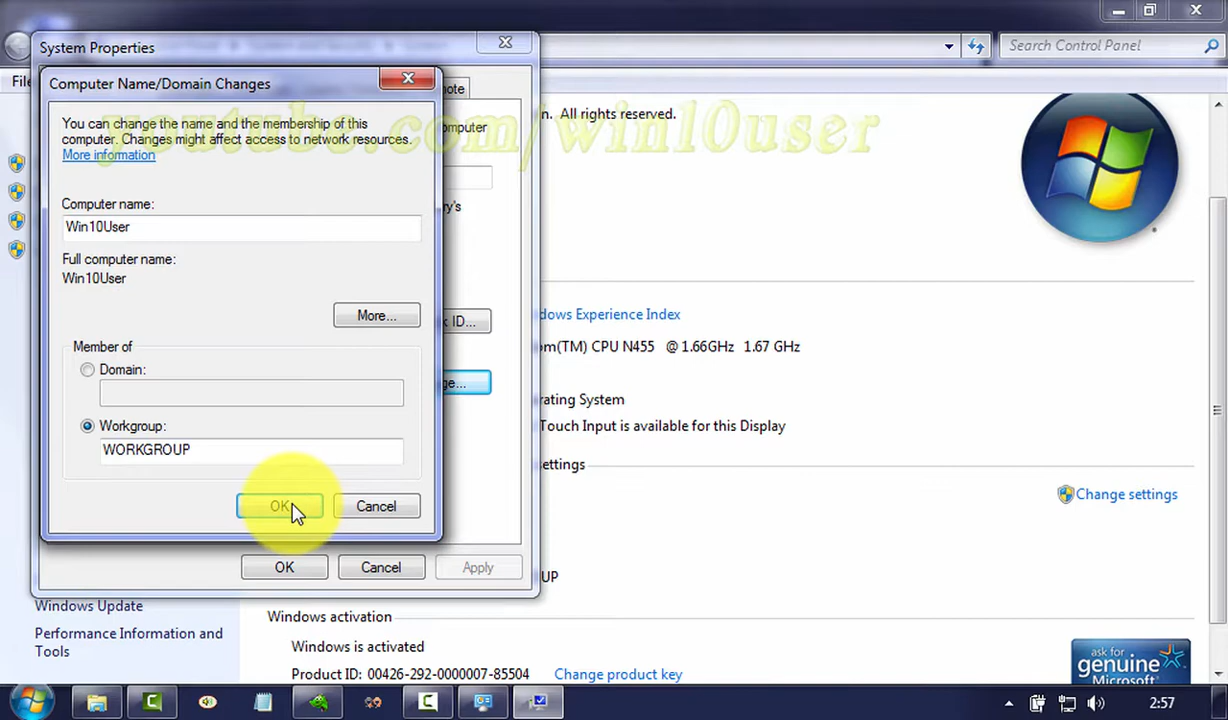 System Properties
Search Control Panel
Computer Name/Domain Changes
You can change the name and the membership of this
computer. Changes might affect access to network resources.
More information
youtube.com/win10user
All rights reserved.
Computer name:
Win10User
Full computer name:
Win10User
More...
ID...
Member of
Domain:
Workgroup:
WORKGROUP
OK
Cancel
OK
Cancel
Apply
Experience Index
CPU N455 @ 1.66GHz 1.67 GHz
System
Touch Input is available for this Display
settings
Change settings
UP
Windows Update
Performance Information and
Tools
Windows activation
Windows is activated
Product ID: 00426-292-0000007-85504
Change product key
ask for
genuine
Microsoft
2:57